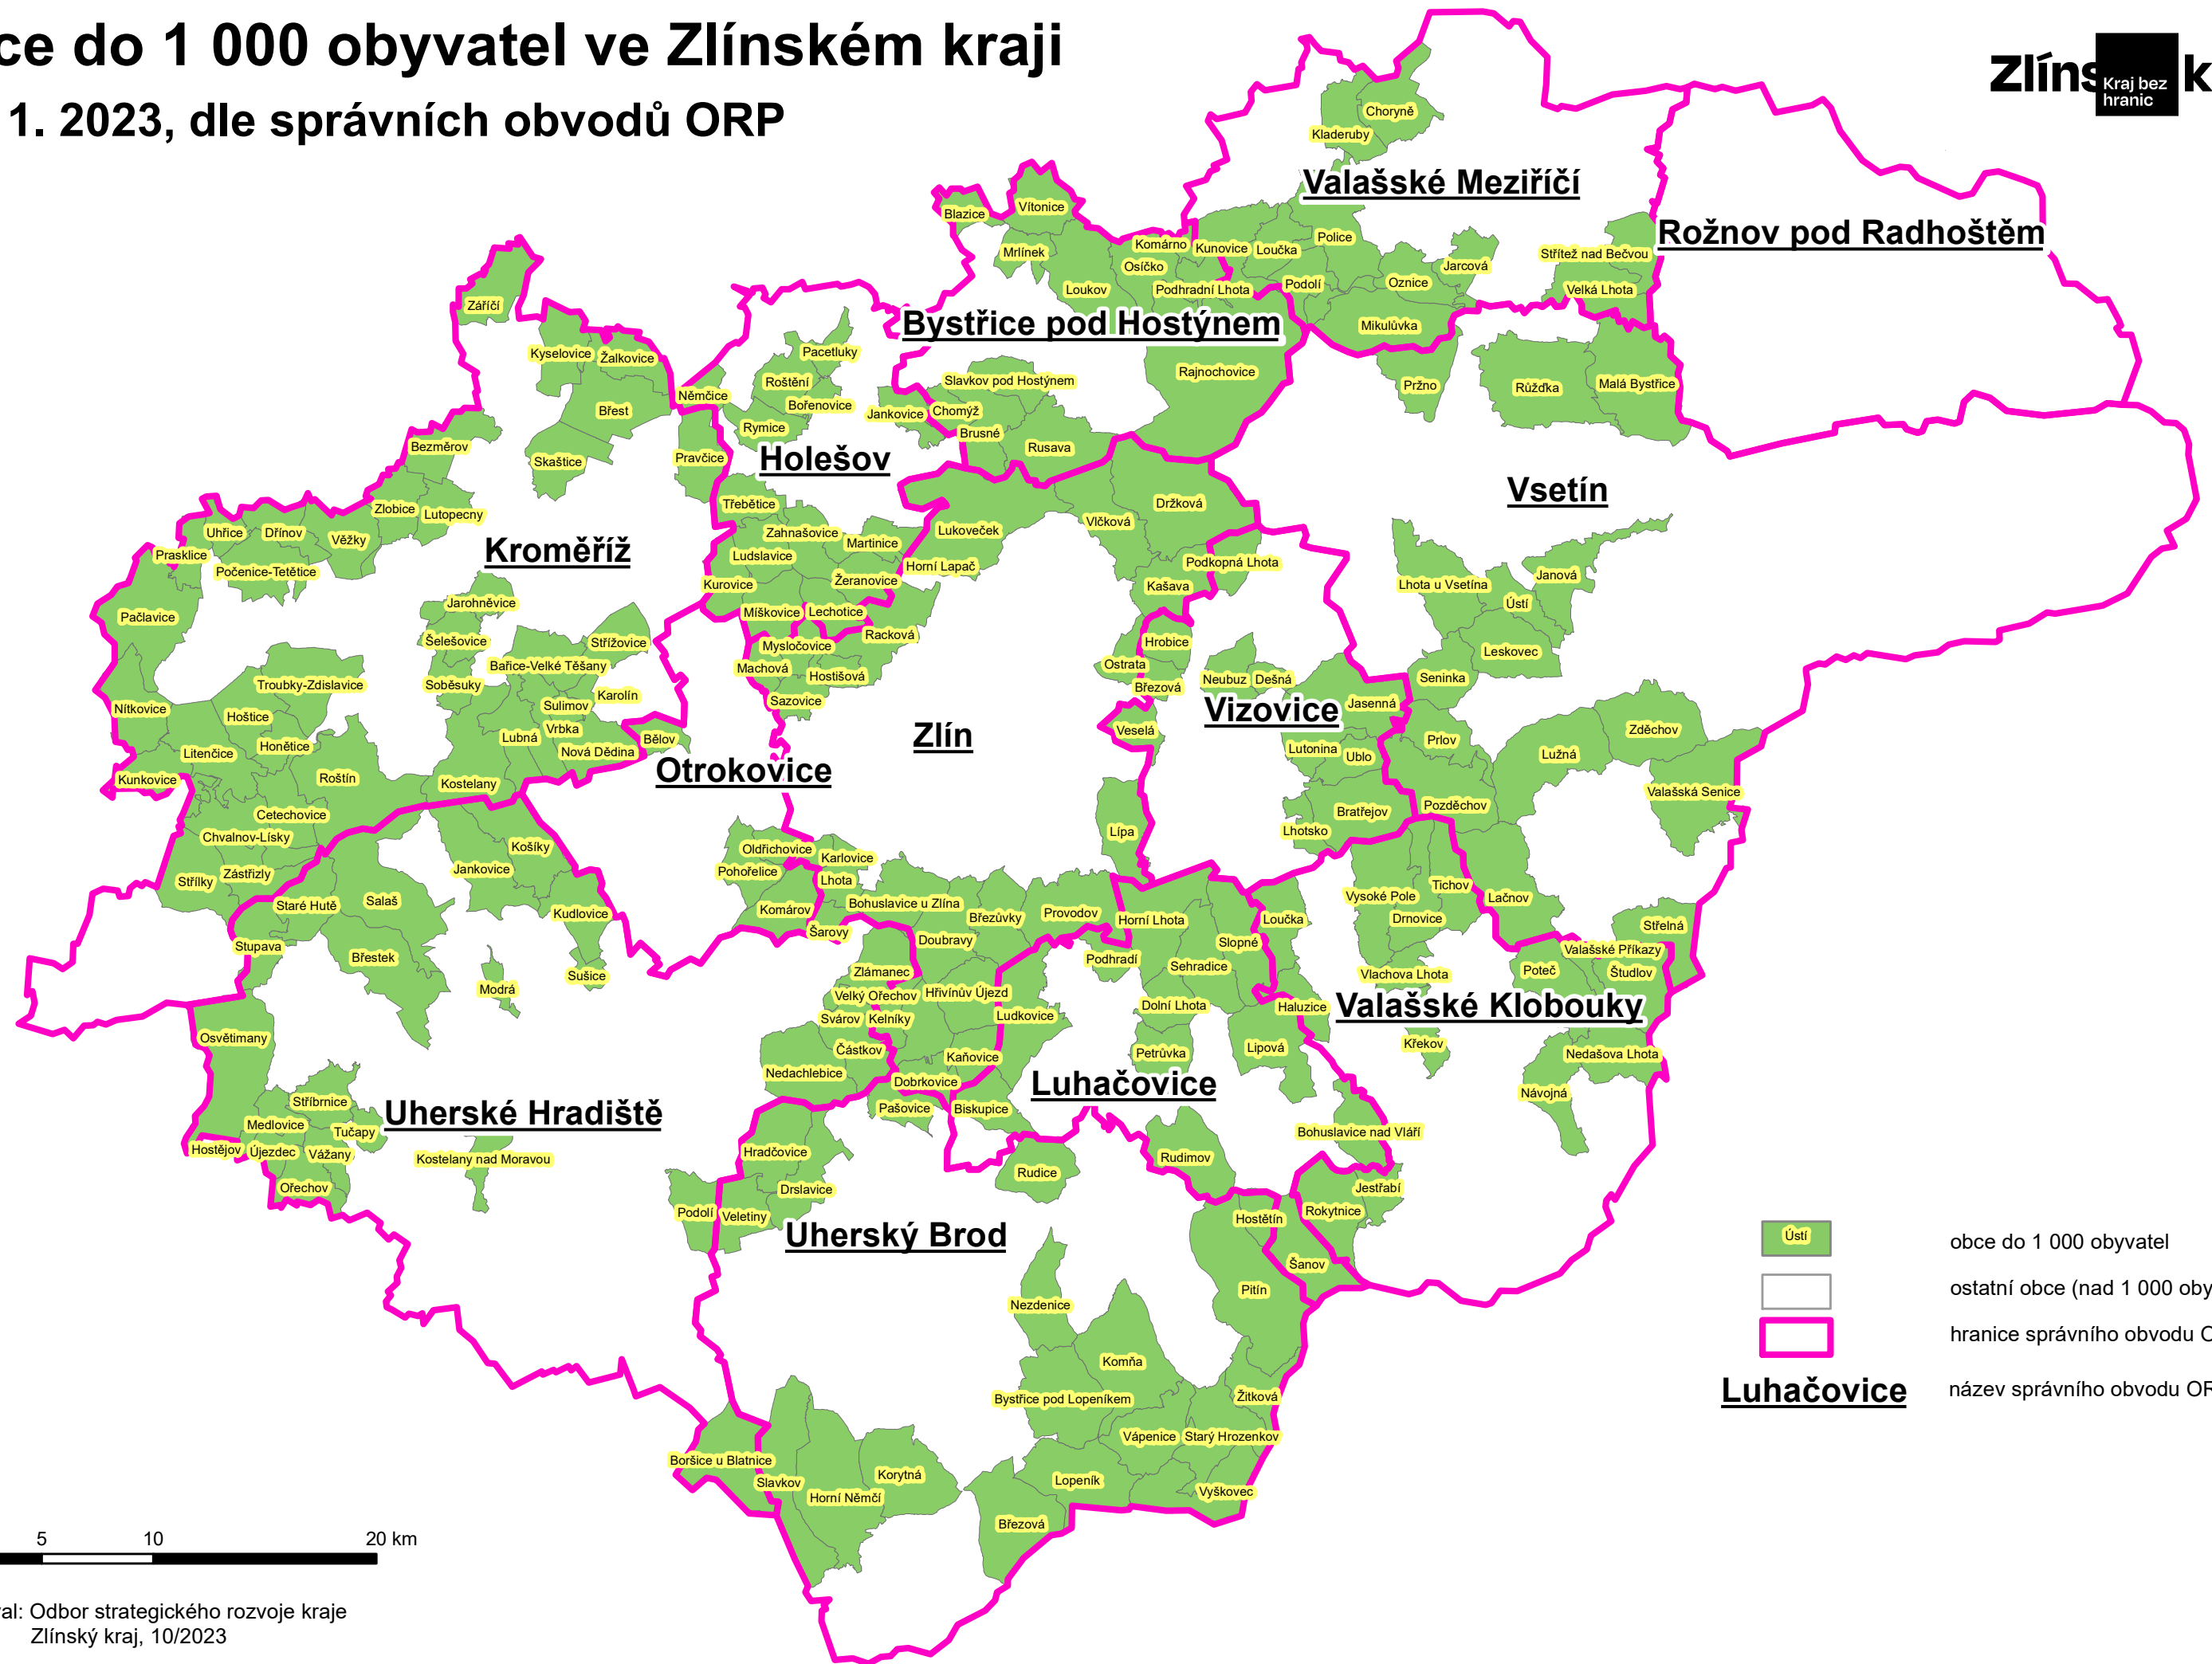 ce do 1 000 obyvatel ve Zlínském kraji
1. 2023, dle správních obvodů ORP
Zlíns
Kraj bez
hranic
k
Choryně
Kladeruby
Valašské Meziříčí
Rožnov pod Radhoštěm
Blazice
Vítonice
Mrlínek
Komárno
Kunovice
Loučka
Police
Osíčko
Loukov
Podhradní Lhota
Podolí
Oznice
Jarcová
Střítež nad Bečvou
Velká Lhota
Mikulůvka
Bystřice pod Hostýnem
Záříčí
Kyselovice
Žalkovice
Břest
Skaštice
Němčice
Pravčice
Pacetluky
Roštění
Bořenovice
Rymice
Jankovice
Slavkov pod Hostýnem
Chomýž
Brusné
Rusava
Rajnochovice
Pržno
Růžďka
Malá Bystřice
Holešov
Vsetín
Bezměrov
Zlobice
Lutopecny
Uhřice
Dřínov
Věžky
Prasklice
Počenice-Tetětice
Pačlavice
Kroměříž
Třebětice
Zahnašovice
Martinice
Ludslavice
Kurovice
Žeranovice
Horní Lapač
Lukoveček
Míškovice
Lechotice
Racková
Mysločovice
Machová
Hostišová
Sazovice
Vlčková
Držková
Podkopná Lhota
Kašava
Hrobice
Ostrata
Březová
Veselá
Neubuz
Dešná
Lhota u Vsetína
Janová
Ústí
Leskovec
Seninka
Jarohněvice
Šelešovice
Soběsuky
Bařice-Velké Těšany
Střížovice
Karolín
Sulimov
Vrbka
Lubná
Nová Dědina
Bělov
Kostelany
Troubky-Zdislavice
Nítkovice
Hoštice
Honětice
Litenčice
Kunkovice
Roštín
Cetechovice
Chvalnov-Lísky
Zástřizly
Střílky
Zlín
Otrokovice
Vizovice
Jasenná
Lutonina
Ublo
Bratřejov
Lhotsko
Prlov
Pozděchov
Lužná
Zděchov
Valašská Senice
Lípa
Oldřichovice
Karlovice
Pohořelice
Lhota
Komárov
Šarovy
Bohuslavice u Zlína
Březůvky
Provodov
Doubravy
Košíky
Jankovice
Kudlovice
Sušice
Modrá
Staré Hutě
Salaš
Stupava
Břestek
Osvětimany
Horní Lhota
Slopné
Loučka
Sehradice
Podhradí
Dolní Lhota
Petrůvka
Haluzice
Lipová
Vysoké Pole
Tichov
Drnovice
Lačnov
Vlachova Lhota
Střelná
Valašské Příkazy
Poteč
Študlov
Valašské Klobouky
Křekov
Nedašova Lhota
Návojná
Zlámanec
Velký Ořechov
Hřivínův Újezd
Svárov
Kelníky
Ludkovice
Částkov
Kaňovice
Nedachlebice
Dobrkovice
Pašovice
Biskupice
Luhačovice
Uherské Hradiště
Stříbrnice
Medlovice
Tučapy
Hostějov
Újezdec
Vážany
Ořechov
Kostelany nad Moravou
Hradčovice
Drslavice
Podolí
Veletiny
Rudice
Rudimov
Bohuslavice nad Vláří
Jestřabí
Rokytnice
Hostětín
Šanov
Pitín
Uherský Brod
Nezdenice
Komňa
Bystřice pod Lopeníkem
Žítková
Vápenice
Starý Hrozenkov
Lopeník
Vyškovec
Březová
Boršice u Blatnice
Slavkov
Horní Němčí
Korytná
Ústí
obce do 1 000 obyvatel
ostatní obce (nad 1 000 oby
hranice správního obvodu O
Luhačovice
název správního obvodu OR
5 10 20 km
al: Odbor strategického rozvoje kraje
Zlínský kraj, 10/2023